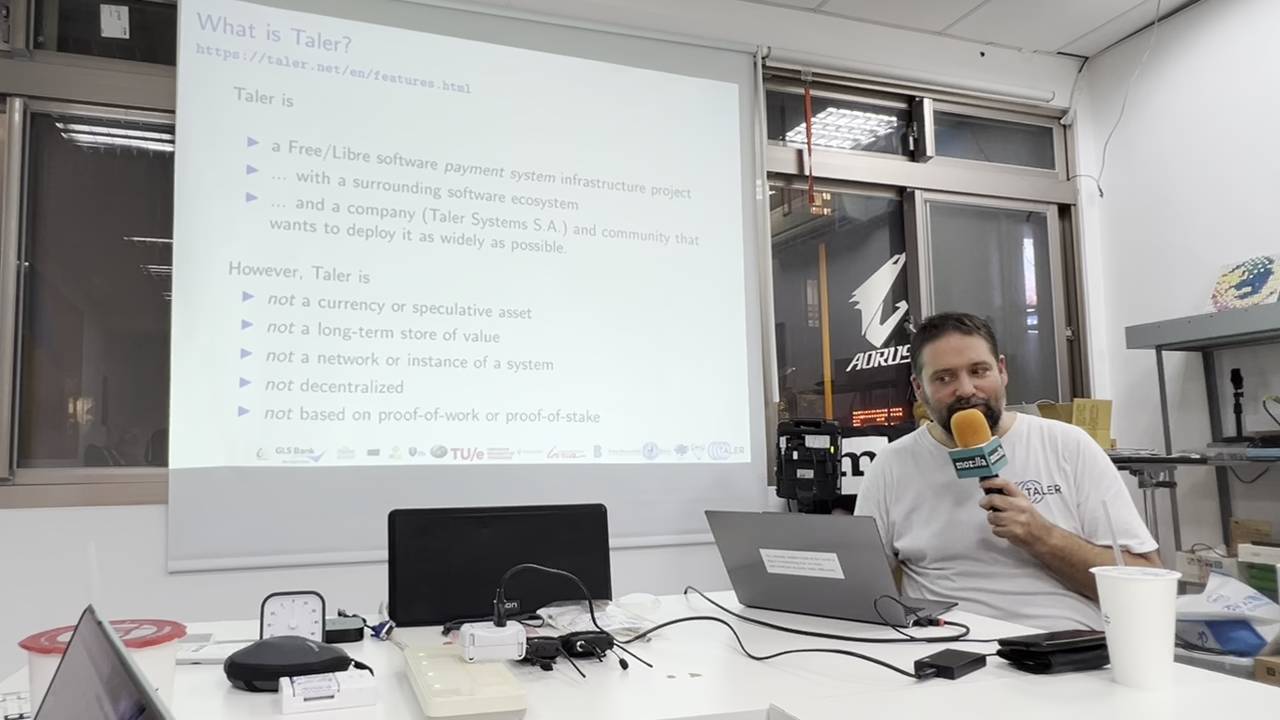 What is Taler?
https://taler.net/en/features.html
Taler is
a Free/Libre software payment system infrastructure project
... with a surrounding software ecosystem
... and a company (Taler Systems S.A.) and community that
wants to deploy it as widely as possible.
However, Taler is
not a currency or speculative asset
not a long-term store of value
not a network or instance of a system
not decentralized
not based on proof-of-work or proof-of-stake
GLS Bank
TU/e
TALER
AORUS
m
moz://a
TALER